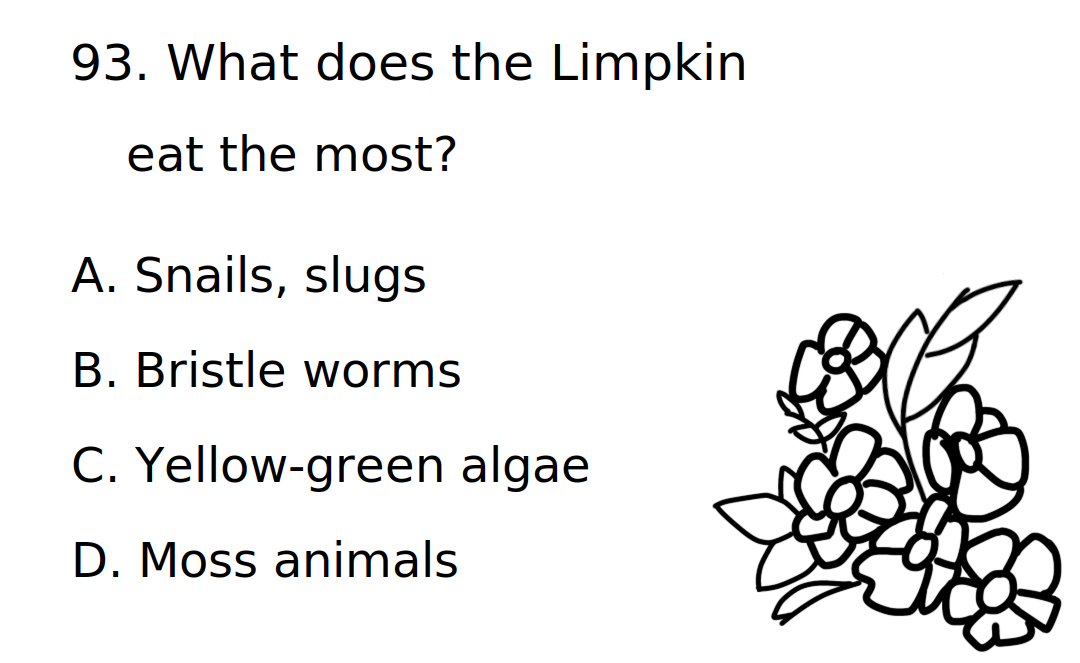 93. What does the Limpkin
eat the most?
A. Snails, slugs
B. Bristle worms
C. Yellow-green algae
D. Moss animals